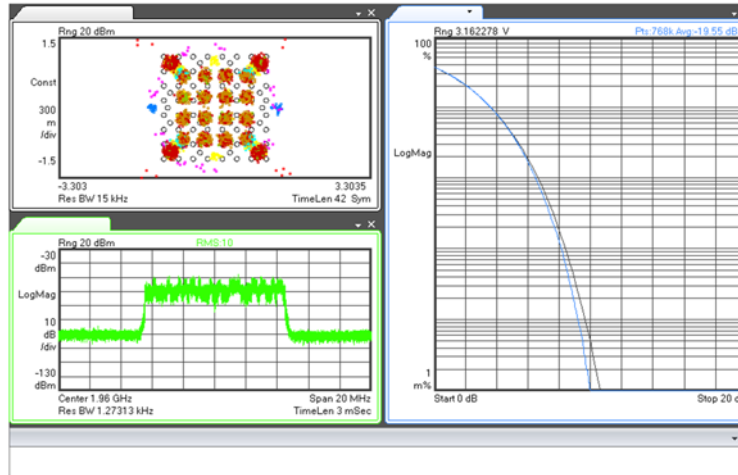 Rng 20 dBm
1.5
Const
300
m
/div
-1.5
-3.303
3.3035
Res BW 15 kHz
TimeLen 42 Sym
Rng 20 dBm
RMS:10
-30
dBm
LogMag
10
dB
/div
-130
dBm
Center 1.96 GHz
Span 20 MHz
Res BW 1.27313 kHz
TimeLen 3 mSec
Rng 3.162278 V
Pts:768k Avg:-19.55
100
%
LogMag
1
m%
Start 0 dB
Stop 20